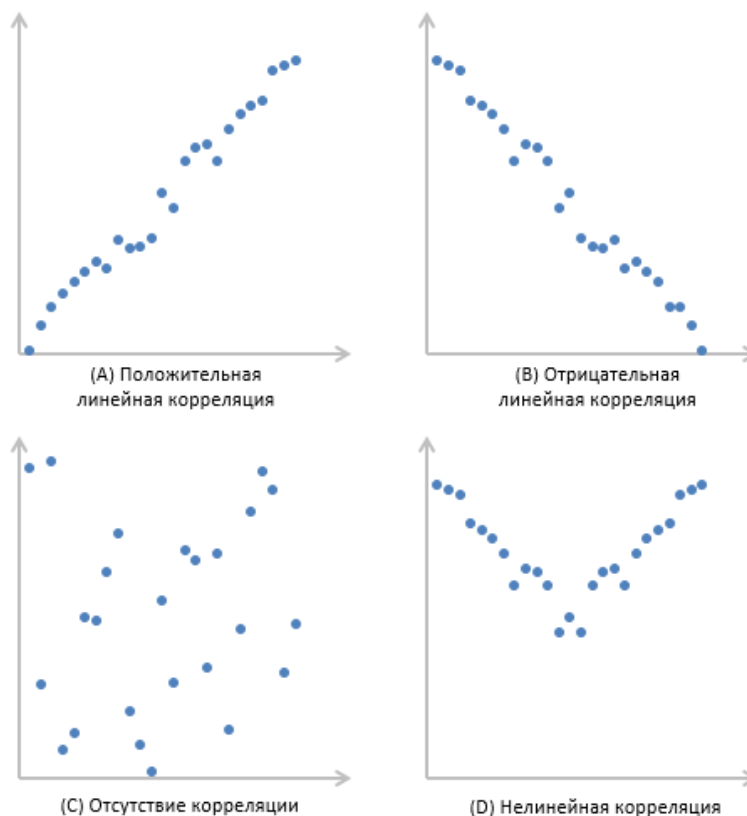 (A) Положительная
линейная корреляция
(B) Отрицательная
линейная корреляция
(C) Отсутствие корреляции
(D) Нелинейная корреляция